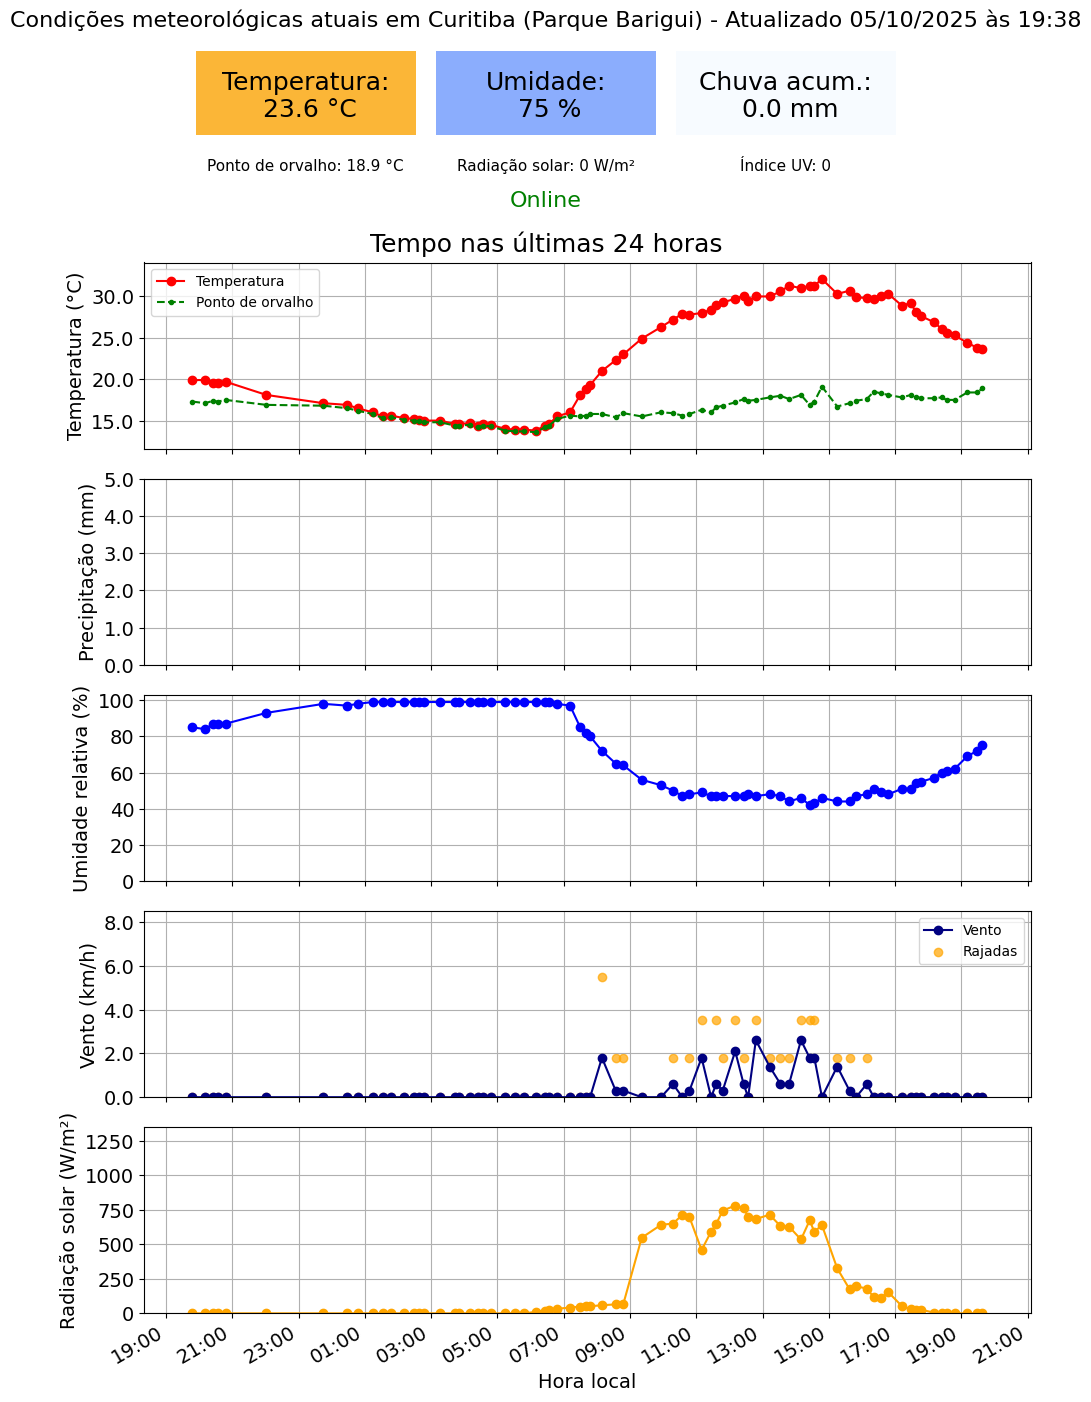 Condições meteorológicas atuais em Curitiba (Parque Barigui) - Atualizado 05/10/2025 às 19:38
Temperatura:
23.6 °C
Umidade:
75 %
Chuva acum.:
0.0 mm
Ponto de orvalho: 18.9 °C
Radiação solar: 0 W/m²
Índice UV: 0
Online
Tempo nas últimas 24 horas
Temperatura (°C)
30.0
25.0
20.0
15.0
Temperatura
Ponto de orvalho
Precipitação (mm)
5.0
4.0
3.0
2.0
1.0
0.0
Umidade relativa (%)
100
80
60
40
20
0
Vento (km/h)
8.0
6.0
4.0
2.0
0.0
Vento
Rajadas
Radiação solar (W/m²)
1250
1000
750
500
250
0
19:00
21:00
23:00
01:00
03:00
05:00
07:00
09:00
11:00
13:00
15:00
17:00
19:00
21:00
Hora local